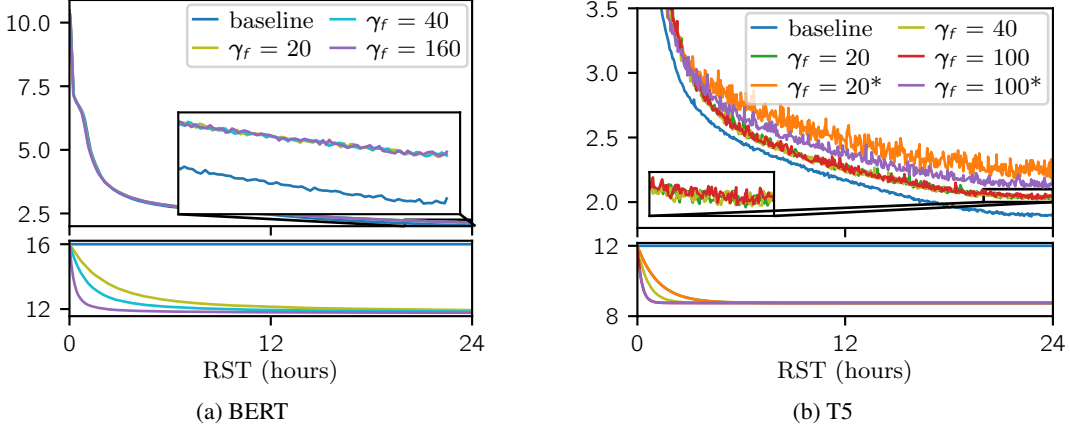 10.0
7.5
5.0
2.5
baseline
γf = 20
γf = 40
γf = 160
16
12
0
12
24
RST (hours)
(a) BERT
3.5
3.0
2.5
2.0
baseline
γf = 20
γf = 20*
γf = 40
γf = 100
γf = 100*
12
8
0
12
24
RST (hours)
(b) T5